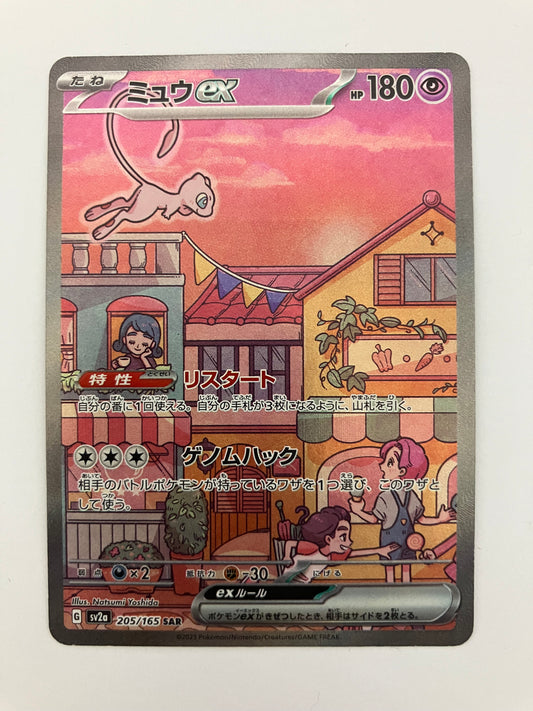 たね ミュウex HP 180
特性 とくせい リスタート
自分の番に1回使える。自分の手札が3枚になるように、山札を引く。
ゲノムハック
相手のバトルポケモンが持っているワザを1つ選び、このワザと
して使う。
弱点 ×2 抵抗力 -30 にげる
exルール
ポケモンexがきぜつしたとき、相手はサイドを2枚とる。
Illus. Natsumi Yoshida
G sv2a 205/165 SAR
©2023 Pokémon/Nintendo/Creatures/GAME FREAK.